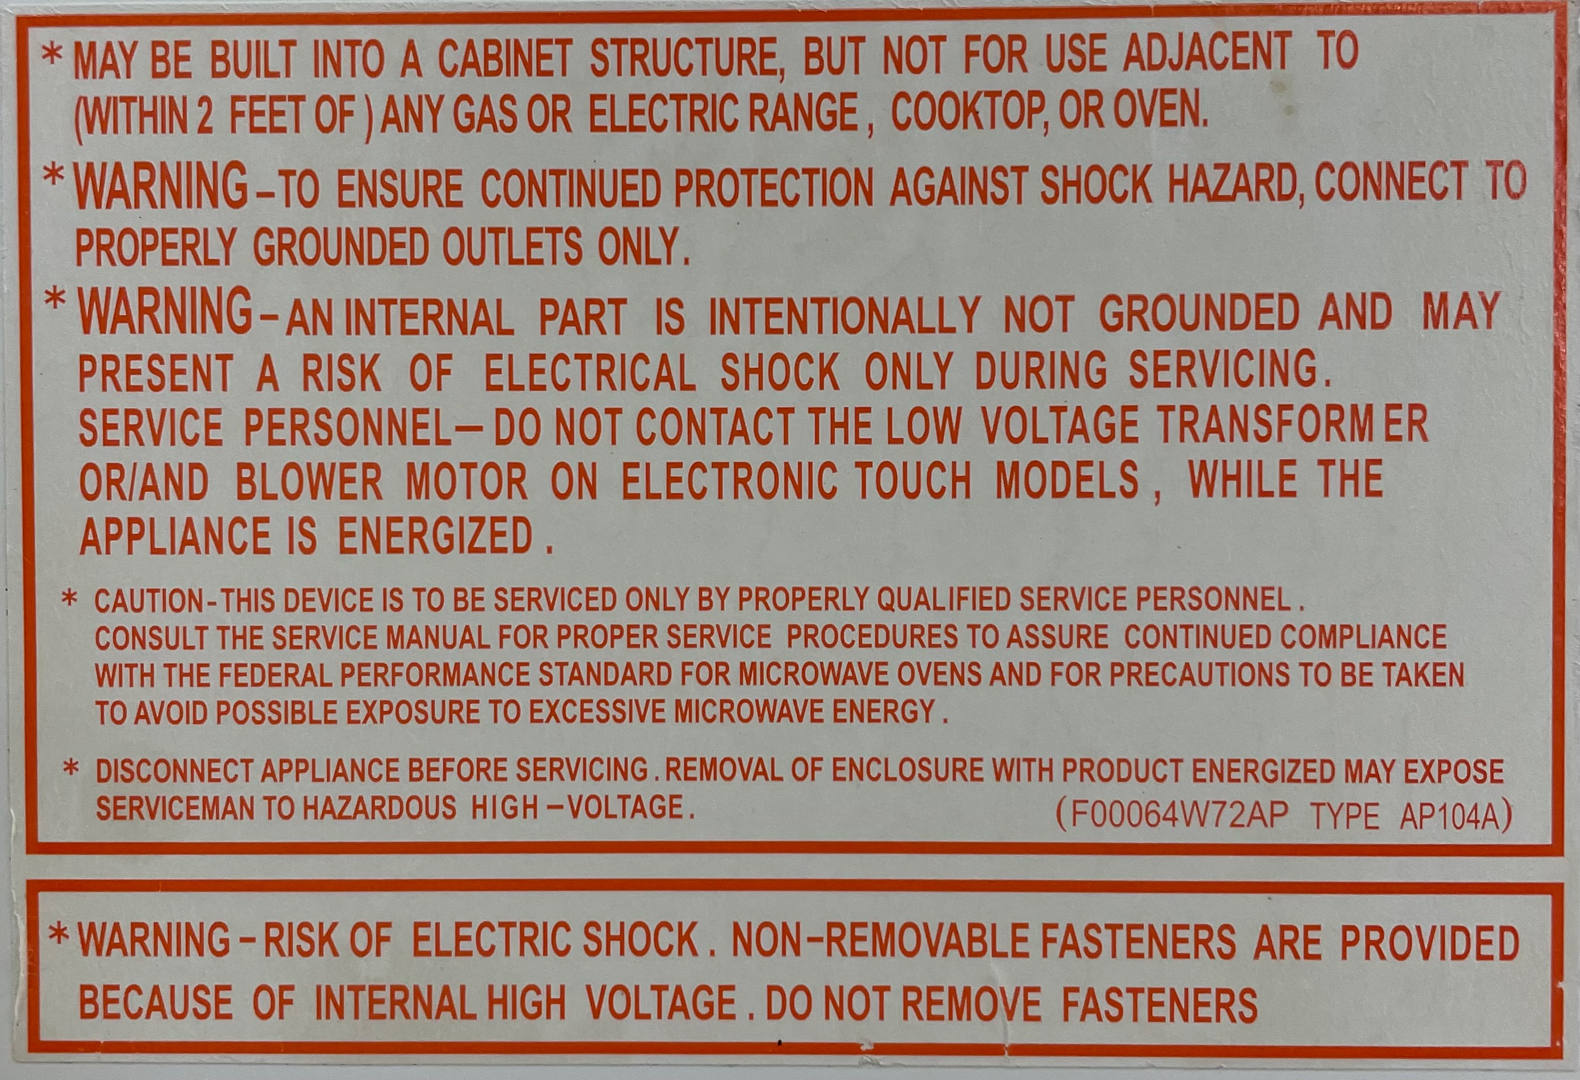 * MAY BE BUILT INTO A CABINET STRUCTURE, BUT NOT FOR USE ADJACENT TO
(WITHIN 2 FEET OF ) ANY GAS OR ELECTRIC RANGE , COOKTOP, OR OVEN.
* WARNING – TO ENSURE CONTINUED PROTECTION AGAINST SHOCK HAZARD, CONNECT TO
PROPERLY GROUNDED OUTLETS ONLY.
* WARNING – AN INTERNAL PART IS INTENTIONALLY NOT GROUNDED AND MAY
PRESENT A RISK OF ELECTRICAL SHOCK ONLY DURING SERVICING.
SERVICE PERSONNEL — DO NOT CONTACT THE LOW VOLTAGE TRANSFORMER
OR/AND BLOWER MOTOR ON ELECTRONIC TOUCH MODELS , WHILE THE
APPLIANCE IS ENERGIZED .
* CAUTION - THIS DEVICE IS TO BE SERVICED ONLY BY PROPERLY QUALIFIED SERVICE PERSONNEL .
CONSULT THE SERVICE MANUAL FOR PROPER SERVICE PROCEDURES TO ASSURE CONTINUED COMPLIANCE
WITH THE FEDERAL PERFORMANCE STANDARD FOR MICROWAVE OVENS AND FOR PRECAUTIONS TO BE TAKEN
TO AVOID POSSIBLE EXPOSURE TO EXCESSIVE MICROWAVE ENERGY .
* DISCONNECT APPLIANCE BEFORE SERVICING . REMOVAL OF ENCLOSURE WITH PRODUCT ENERGIZED MAY EXPOSE
SERVICEMAN TO HAZARDOUS HIGH – VOLTAGE .
(F00064W72AP TYPE AP104A)
* WARNING – RISK OF ELECTRIC SHOCK . NON–REMOVABLE FASTENERS ARE PROVIDED
BECAUSE OF INTERNAL HIGH VOLTAGE . DO NOT REMOVE FASTENERS